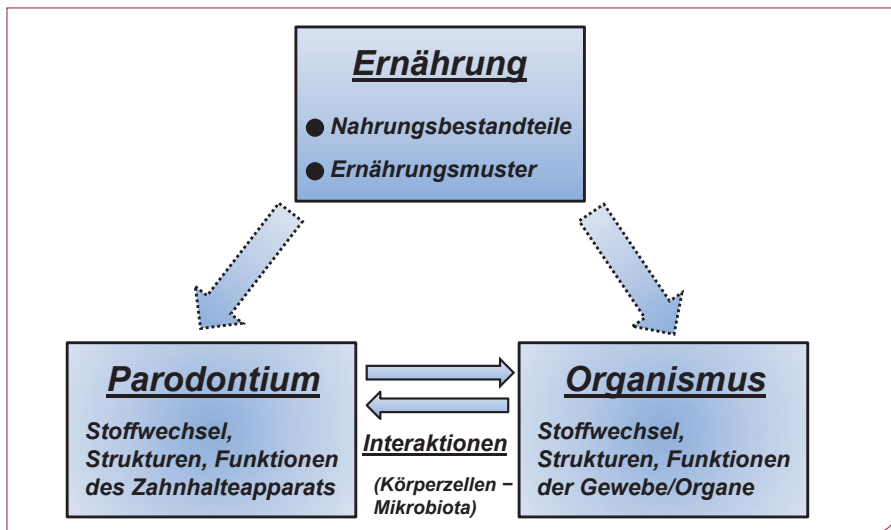 Ernährung
● Nahrungsbestandteile
● Ernährungsmuster
Parodontium
Stoffwechsel,
Strukturen, Funktionen
des Zahnhalteapparats
Interaktionen
(Körperzellen –
Mikrobiota)
Organismus
Stoffwechsel,
Strukturen, Funktionen
der Gewebe/Organe